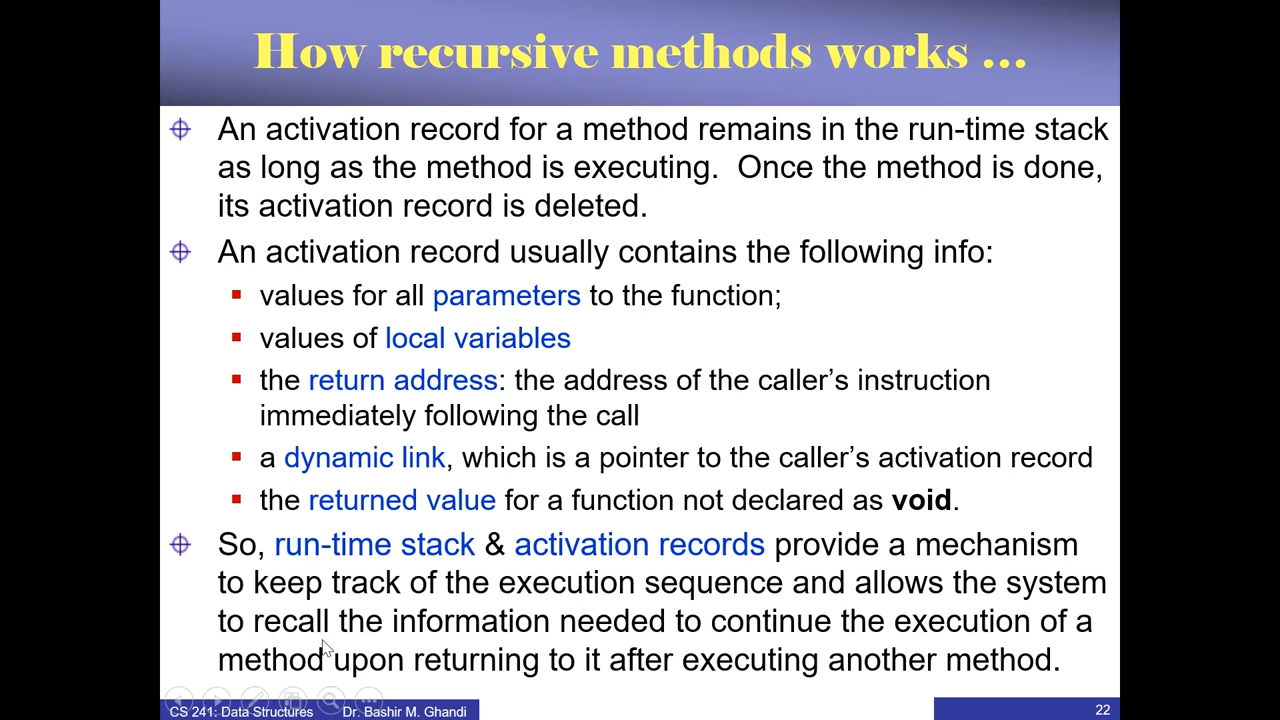 How recursive methods works ...
An activation record for a method remains in the run-time stack
as long as the method is executing. Once the method is done,
its activation record is deleted.
An activation record usually contains the following info:
values for all parameters to the function;
values of local variables
the return address: the address of the caller’s instruction
immediately following the call
a dynamic link, which is a pointer to the caller’s activation record
the returned value for a function not declared as void.
So, run-time stack & activation records provide a mechanism
to keep track of the execution sequence and allows the system
to recall the information needed to continue the execution of a
method upon returning to it after executing another method.
CS 241: Data Structures Dr. Bashir M. Ghandi 22